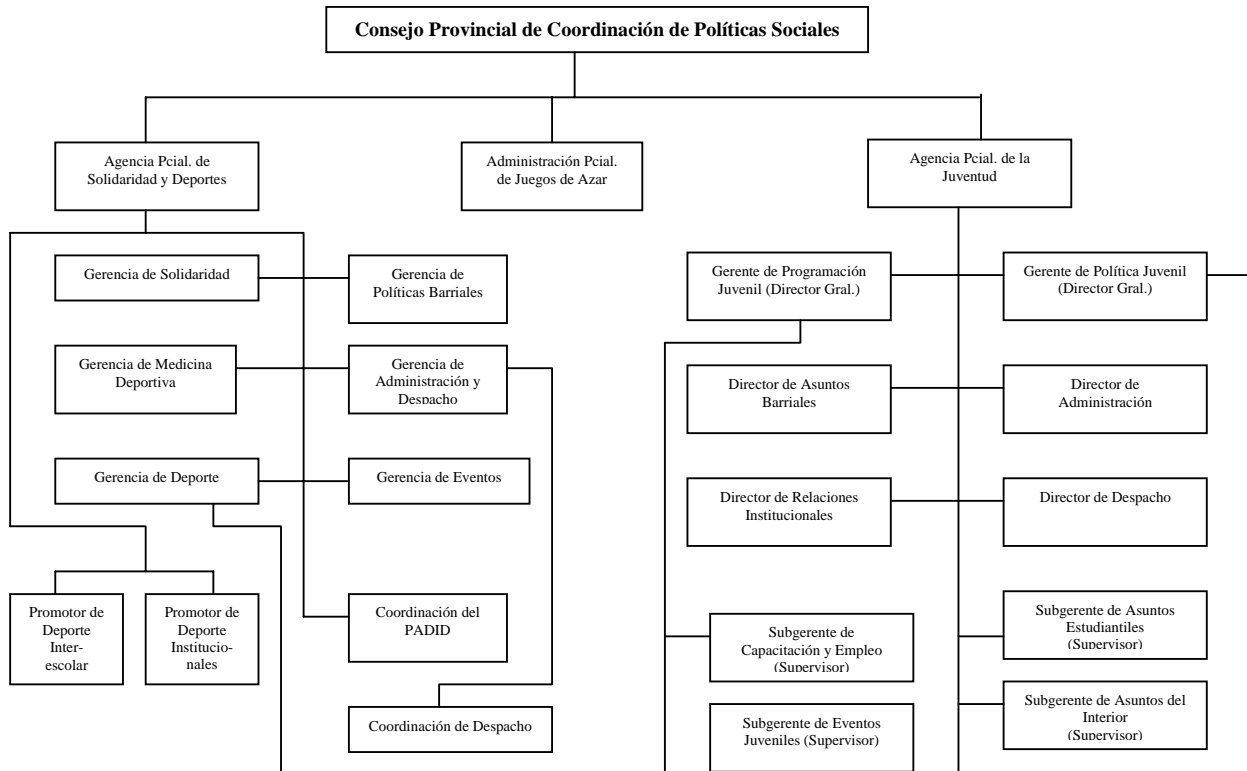 Consejo Provincial de Coordinación de Políticas Sociales
Agencia Pcial. de
Solidaridad y Deportes
Administración Pcial.
de Juegos de Azar
Agencia Pcial. de la
Juventud
Gerencia de Solidaridad
Gerencia de
Políticas Barriales
Gerente de Programación
Juvenil (Director Gral.)
Gerente de Política Juvenil
(Director Gral.)
Gerencia de Medicina
Deportiva
Gerencia de
Administración y
Despacho
Director de Asuntos
Barriales
Director de
Administración
Gerencia de Deporte
Gerencia de Eventos
Director de Relaciones
Institucionales
Director de Despacho
Promotor de
Deporte
Inter-
escolar
Promotor de
Deporte
Institucio-
nales
Coordinación del
PADID
Subgerente de
Capacitación y Empleo
(Supervisor)
Subgerente de Asuntos
Estudiantiles
(Supervisor)
Coordinación de Despacho
Subgerente de Eventos
Juveniles (Supervisor)
Subgerente de Asuntos del
Interior
(Supervisor)